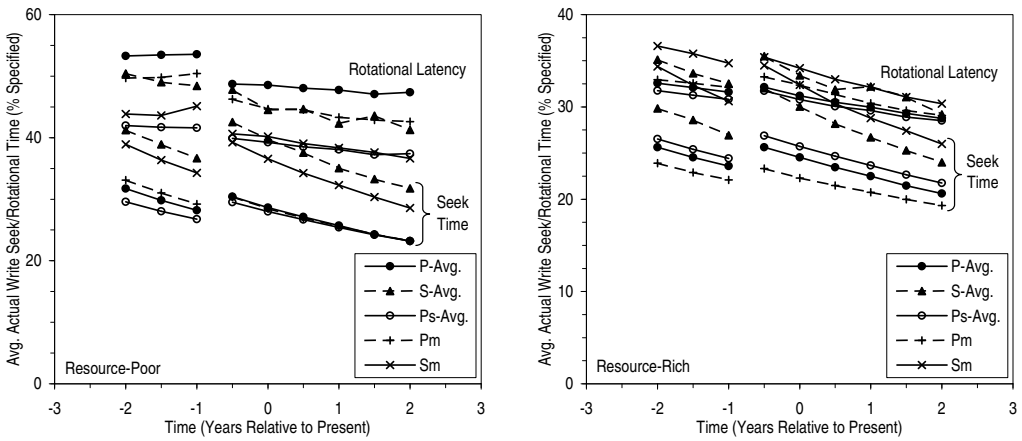 Avg. Actual Write Seek/Rotational Time (% Specified)
60
40
20
0
Rotational Latency
Seek
Time
P-Avg.
S-Avg.
Ps-Avg.
Pm
Sm
Resource-Poor
-3 -2 -1 0 1 2 3
Time (Years Relative to Present)
Avg. Actual Write Seek/Rotational Time (% Specified)
40
30
20
10
0
Rotational Latency
Seek
Time
P-Avg.
S-Avg.
Ps-Avg.
Pm
Sm
Resource-Rich
-3 -2 -1 0 1 2 3
Time (Years Relative to Present)